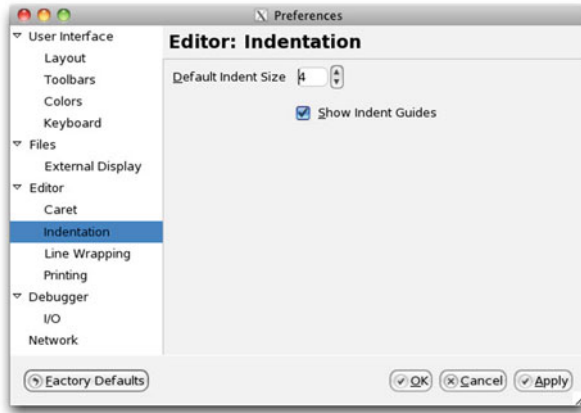 Preferences
User Interface
Layout
Toolbars
Colors
Keyboard
Files
External Display
Editor
Caret
Indentation
Line Wrapping
Printing
Debugger
I/O
Network
Editor: Indentation
Default Indent Size 4
Show Indent Guides
Factory Defaults
OK
Cancel
Apply